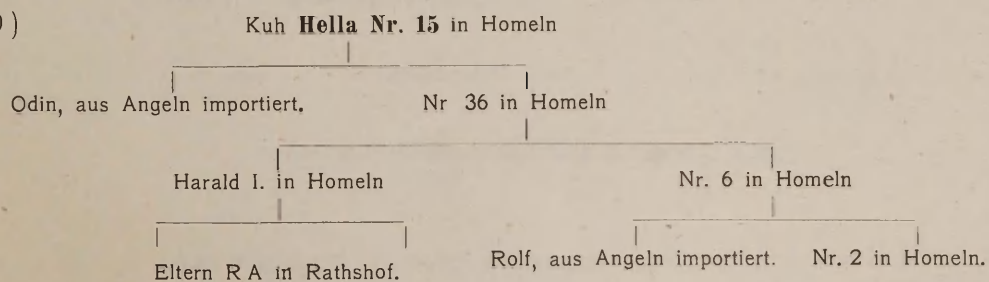 )
Kuh Hella Nr. 15 in Homeln
Odin, aus Angeln importiert. Nr 36 in Homeln
Harald I. in Homeln Nr. 6 in Homeln
Eltern R A in Rathshof. Rolf, aus Angeln importiert. Nr. 2 in Homeln.